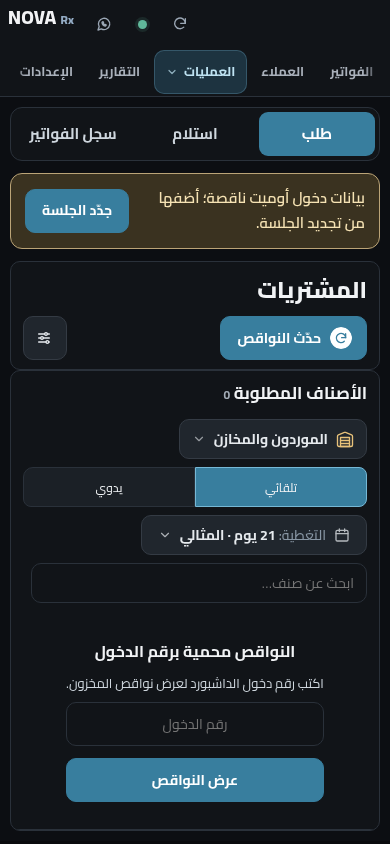 NOVA Rx
الفواتير
العملاء
العمليات
التقارير
الإعدادات
طلب
استلام
سجل الفواتير
بيانات دخول أوميت ناقصة؛ أضفها
من تجديد الجلسة.
جدّد الجلسة
المشتريات
حدّث النواقص
الأصناف المطلوبة 0
الموردون والمخازن
تلقائي
يدوي
التغطية: 21 يوم · المثالي
ابحث عن صنف...
النواقص محمية برقم الدخول
اكتب رقم دخول الداشبورد لعرض نواقص المخزون.
رقم الدخول
عرض النواقص